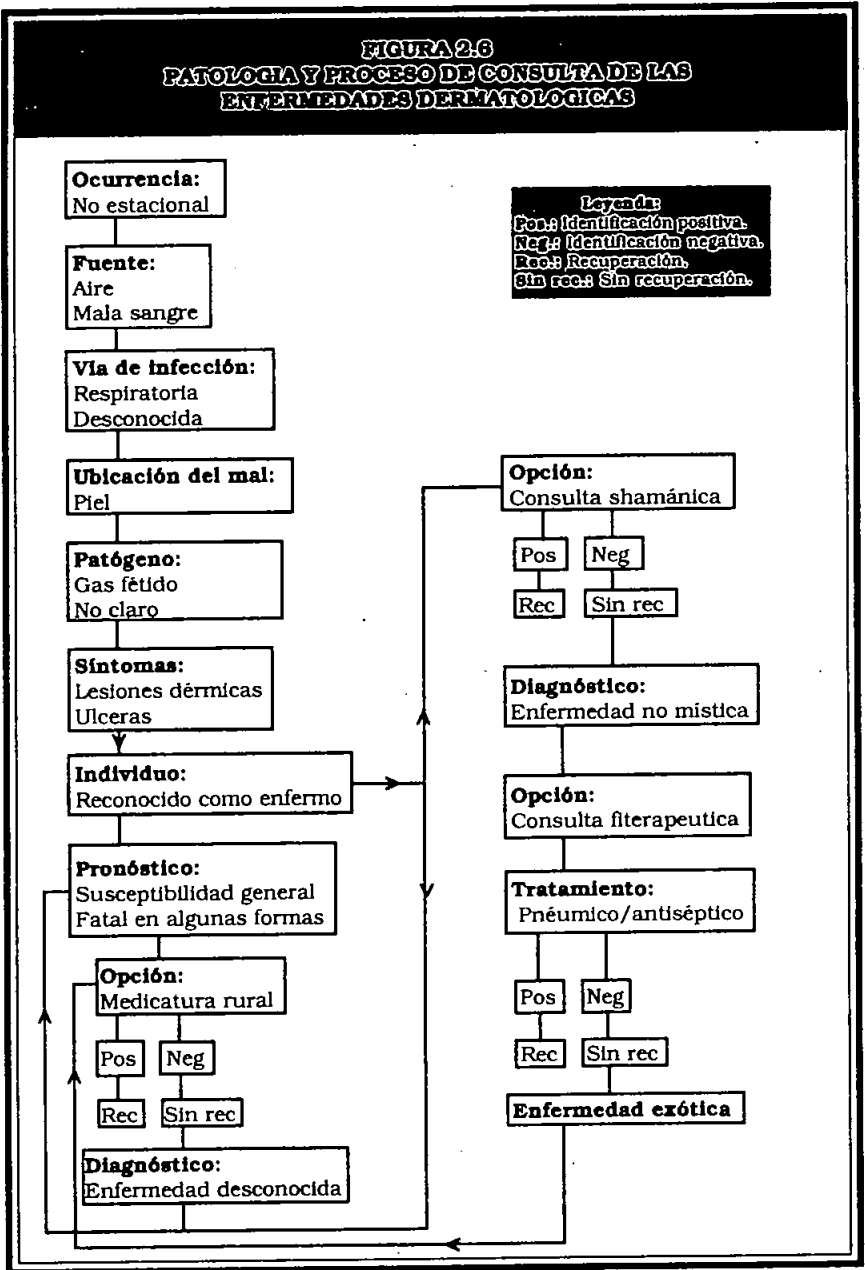 FIGURA 2.6
PATOLOGIA Y PROCESO DE CONSULTA DE LAS
ENFERMEDADES DERMATOLOGICAS
Ocurrencia:
No estacional
Fuente:
Aire
Mala sangre
Vía de infección:
Respiratoria
Desconocida
Ubicación del mal:
Piel
Patógeno:
Gas fétido
No claro
Síntomas:
Lesiones dérmicas
Ulceras
Individuo:
Reconocido como enfermo
Pronóstico:
Susceptibilidad general
Fatal en algunas formas
Opción:
Medicatura rural
Pos Neg
Rec Sin rec
Diagnóstico:
Enfermedad desconocida
Leyenda:
Pos.: Identificación positiva.
Neg.: Identificación negativa.
Rec.: Recuperación.
Sin rec.: Sin recuperación.
Opción:
Consulta shamánica
Pos Neg
Rec Sin rec
Diagnóstico:
Enfermedad no mística
Opción:
Consulta fiterapeutica
Tratamiento:
Pnéumico/antiséptico
Pos Neg
Rec Sin rec
Enfermedad exótica